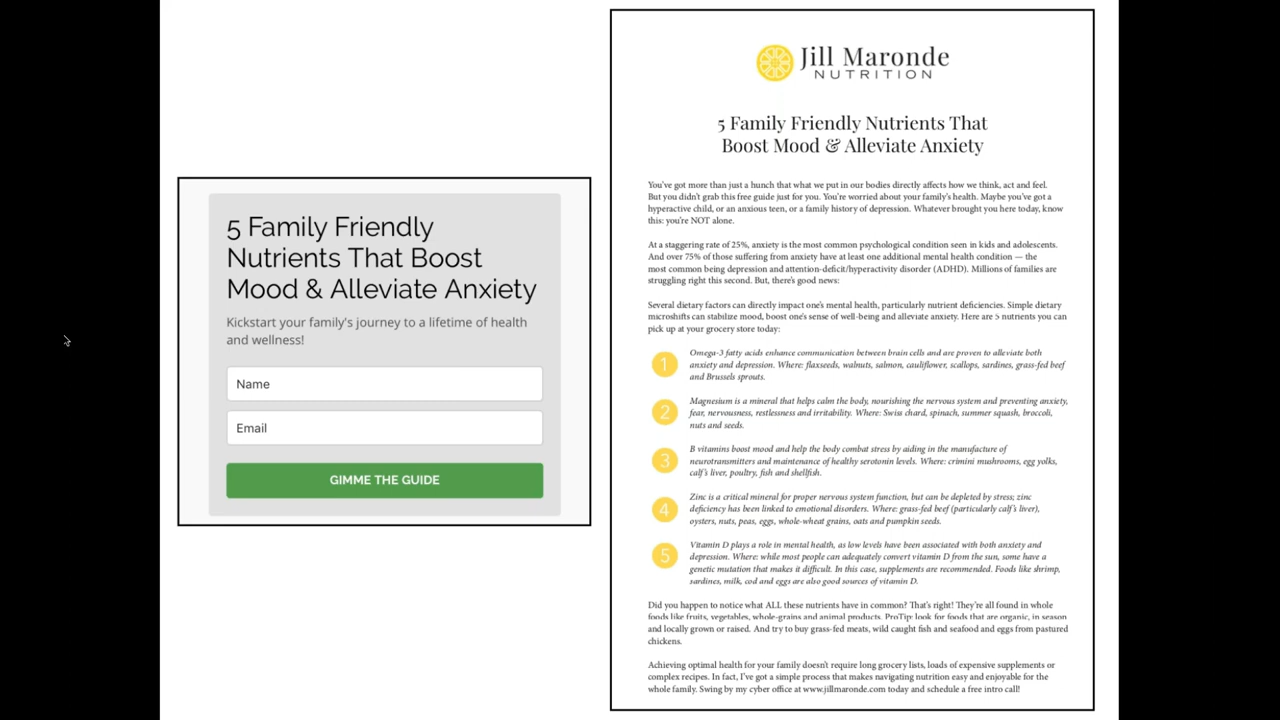 5 Family Friendly
Nutrients That Boost
Mood & Alleviate Anxiety
Kickstart your family's journey to a lifetime of health
and wellness!
Name
Email
GIMME THE GUIDE
Jill Maronde
NUTRITION
5 Family Friendly Nutrients That
Boost Mood & Alleviate Anxiety
You've got more than just a hunch that what we put in our bodies directly affects how we think, act and feel.
But you didn't grab this free guide just for you. You're worried about your family's health. Maybe you've got a
hyperactive child, or an anxious teen, or a family history of depression. Whatever brought you here today, know
this: you're NOT alone.
At a staggering rate of 25%, anxiety is the most common psychological condition seen in kids and adolescents.
And over 75% of those suffering from anxiety have at least one additional mental health condition — the
most common being depression and attention-deficit/hyperactivity disorder (ADHD). Millions of families are
struggling right this second. But, there's good news:
Several dietary factors can directly impact one's mental health, particularly nutrient deficiencies. Simple dietary
microshifts can stabilize mood, boost one's sense of well-being and alleviate anxiety. Here are 5 nutrients you can
pick up at your grocery store today:
1 Omega-3 fatty acids enhance communication between brain cells and are proven to alleviate both
anxiety and depression. Where: flaxseeds, walnuts, salmon, cauliflower, scallops, sardines, grass-fed beef
and Brussels sprouts.
2 Magnesium is a mineral that helps calm the body, nourishing the nervous system and preventing anxiety,
fear, nervousness, restlessness and irritability. Where: Swiss chard, spinach, summer squash, broccoli,
nuts and seeds.
3 B vitamins boost mood and help the body combat stress by aiding in the manufacture of
neurotransmitters and maintenance of healthy serotonin levels. Where: crimini mushrooms, egg yolks,
calf's liver, poultry, fish and shellfish.
4 Zinc is a critical mineral for proper nervous system function, but can be depleted by stress; zinc
deficiency has been linked to emotional disorders. Where: grass-fed beef (particularly calf's liver),
oysters, nuts, peas, eggs, whole-wheat grains, oats and pumpkin seeds.
5 Vitamin D plays a role in mental health, as low levels have been associated with both anxiety and
depression. Where: while most people can adequately convert vitamin D from the sun, some have a
genetic mutation that makes it difficult. In this case, supplements are recommended. Foods like shrimp,
sardines, milk, cod and eggs are also good sources of vitamin D.
Did you happen to notice what ALL these nutrients have in common? That's right! They're all found in whole
foods like fruits, vegetables, whole-grains and animal products. ProTip: look for foods that are organic, in season
and locally grown or raised. And try to buy grass-fed meats, wild caught fish and seafood and eggs from pastured
chickens.
Achieving optimal health for your family doesn't require long grocery lists, loads of expensive supplements or
complex recipes. In fact, I've got a simple process that makes navigating nutrition easy and enjoyable for the
whole family. Swing by my cyber office at www.jillmaronde.com today and schedule a free intro call!